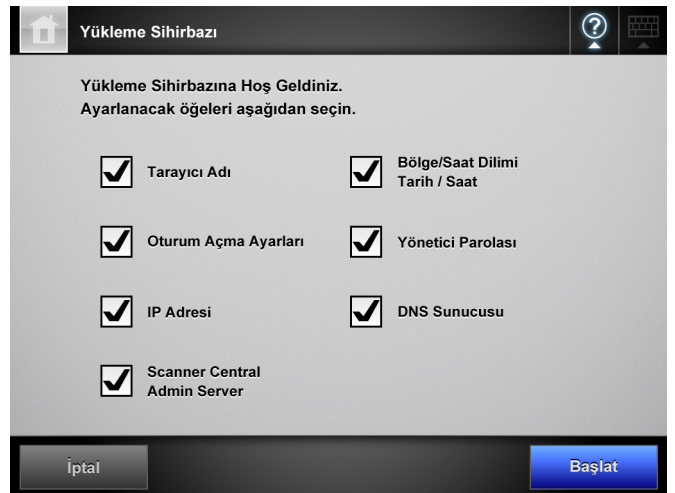 Yükleme Sihirbazı
?
Yükleme Sihirbazına Hoş Geldiniz.
Ayarlanacak öğeleri aşağıdan seçin.
Tarayıcı Adı
Bölge/Saat Dilimi
Tarih / Saat
Oturum Açma Ayarları
Yönetici Parolası
IP Adresi
DNS Sunucusu
Scanner Central
Admin Server
İptal
Başlat